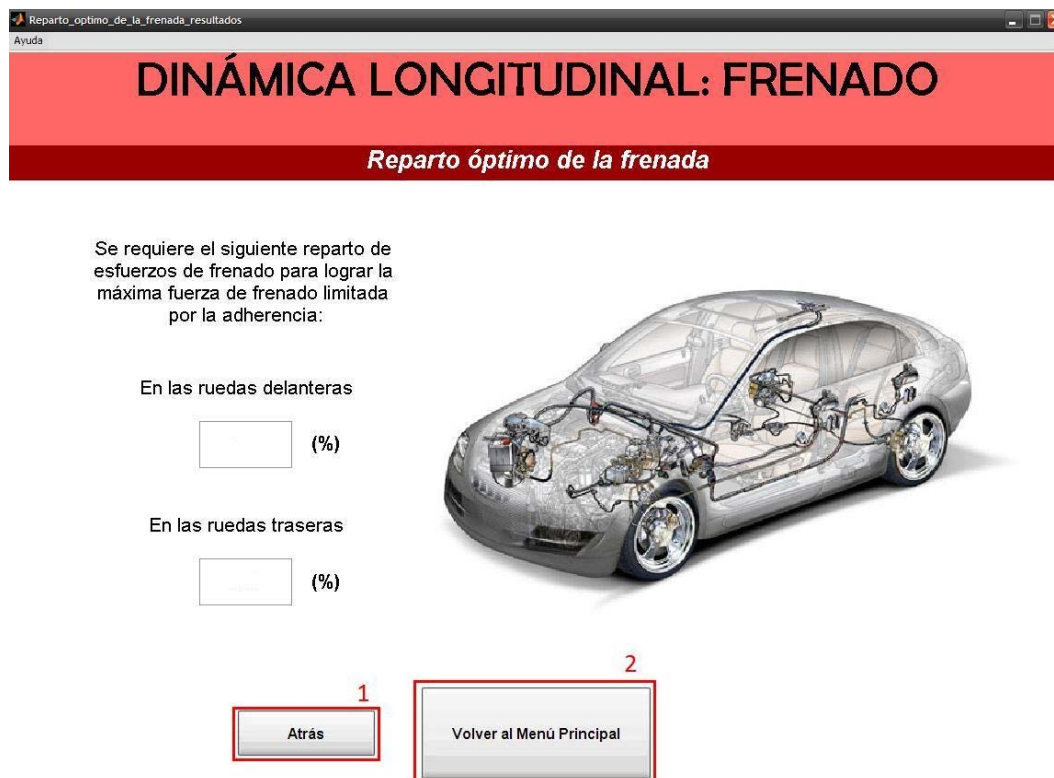 Reparto_optimo_de_la_frenada_resultados
Ayuda
DINÁMICA LONGITUDINAL: FRENADO
Reparto óptimo de la frenada
Se requiere el siguiente reparto de
esfuerzos de frenado para lograr la
máxima fuerza de frenado limitada
por la adherencia:
En las ruedas delanteras
(%)
En las ruedas traseras
(%)
1
Atrás
2
Volver al Menú Principal